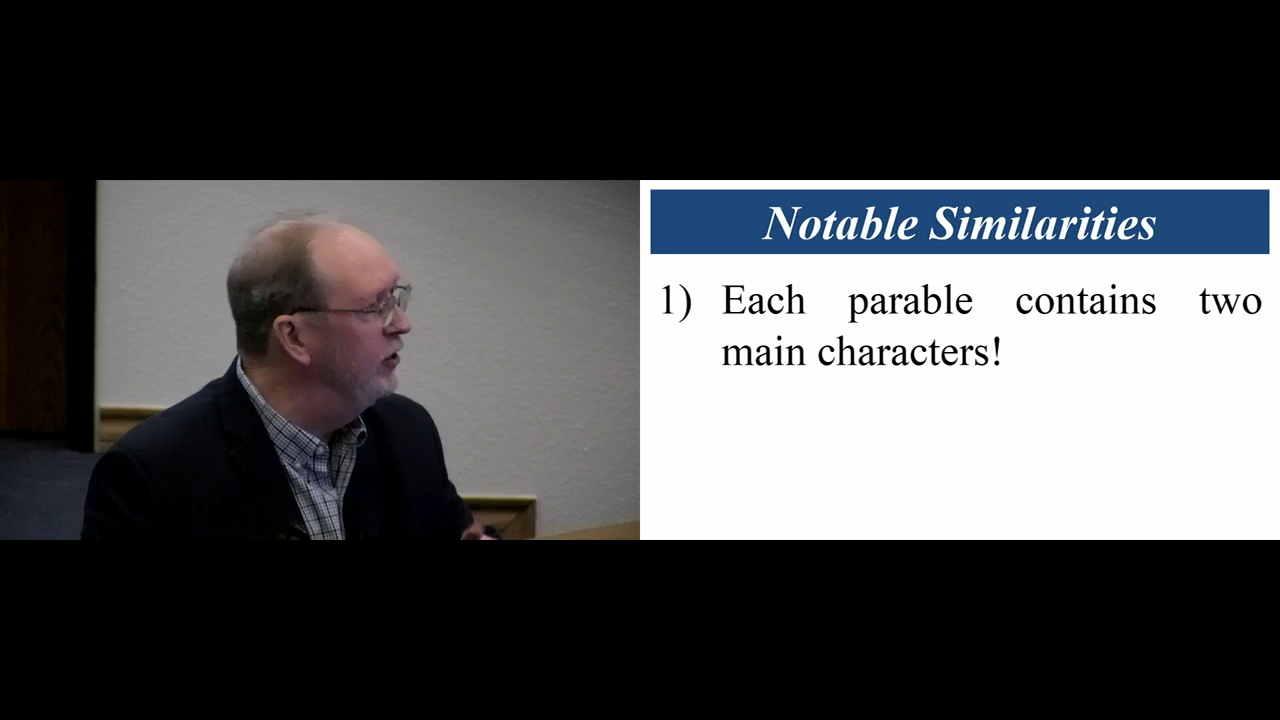 Notable Similarities
1) Each parable contains two
main characters!